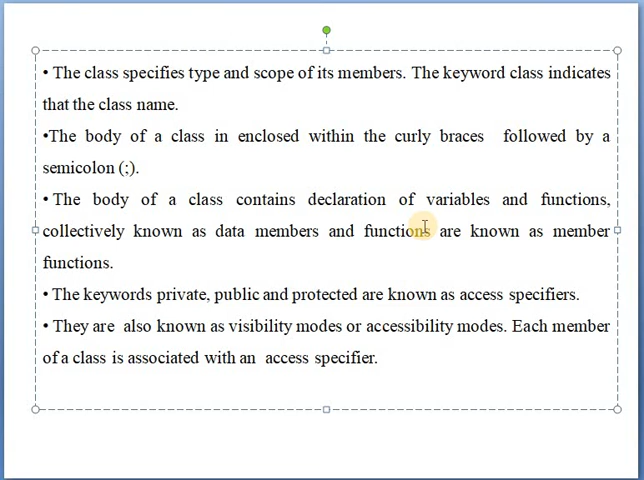 • The class specifies type and scope of its members. The keyword class indicates
that the class name.
•The body of a class in enclosed within the curly braces followed by a
semicolon (;).
• The body of a class contains declaration of variables and functions,
collectively known as data members and functions are known as member
functions.
• The keywords private, public and protected are known as access specifiers.
• They are also known as visibility modes or accessibility modes. Each member
of a class is associated with an access specifier.